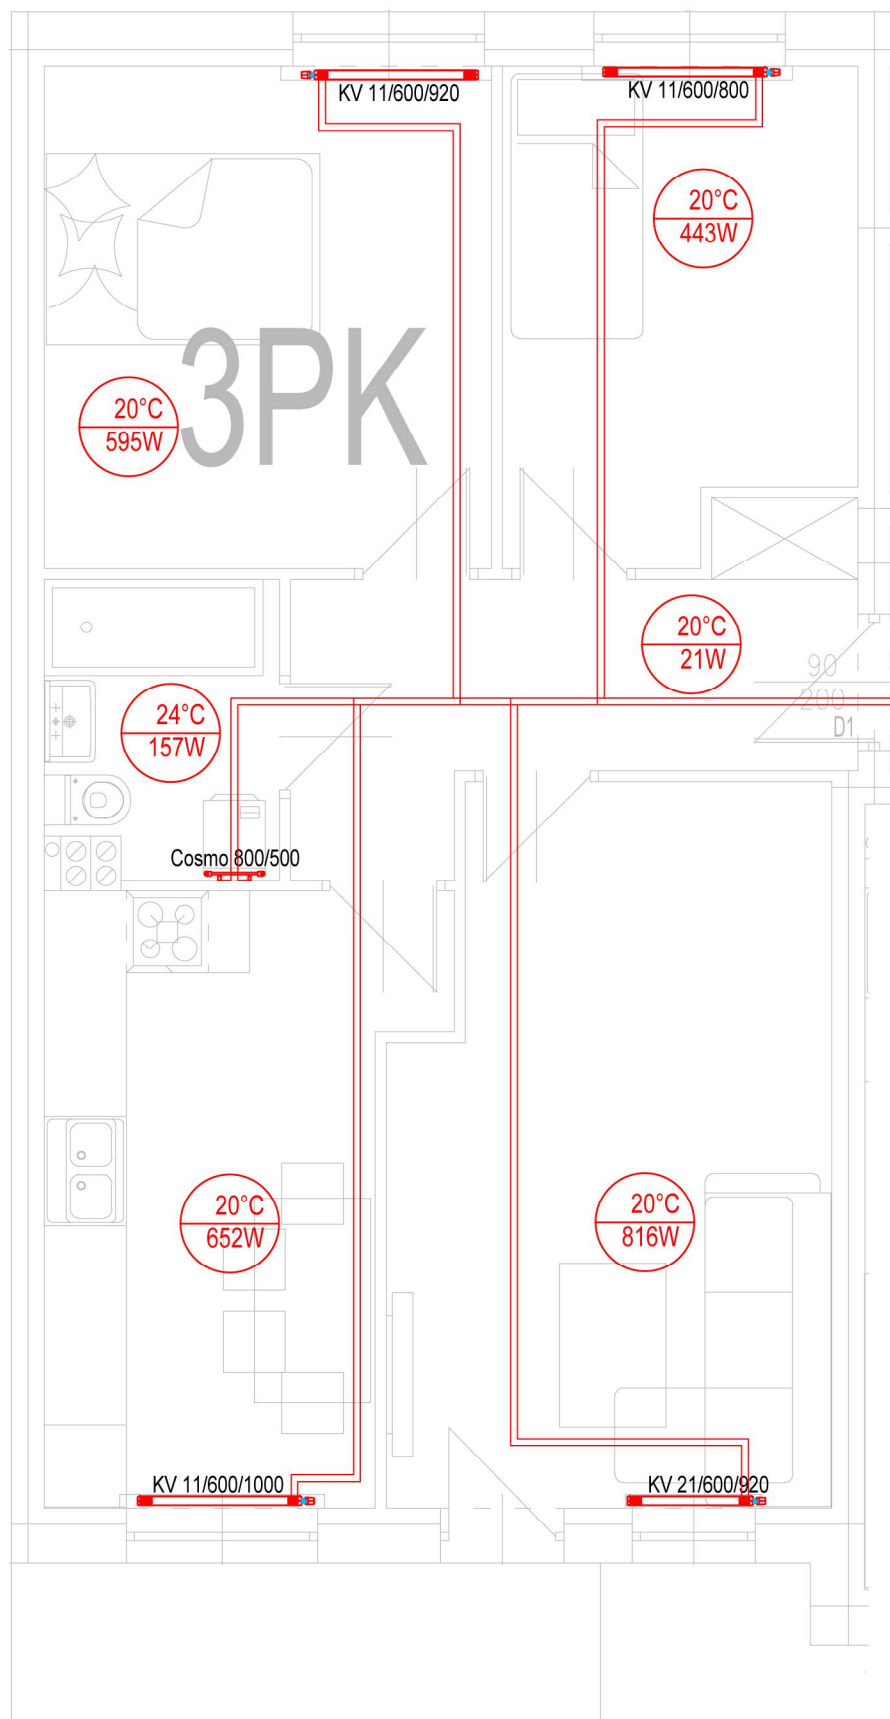 KV 11/600/920
KV 11/600/800
20°C
443W
3PK
20°C
595W
20°C
21W
90
200
D1
24°C
157W
Cosmo 800/500
20°C
652W
20°C
816W
KV 11/600/1000
KV 21/600/920